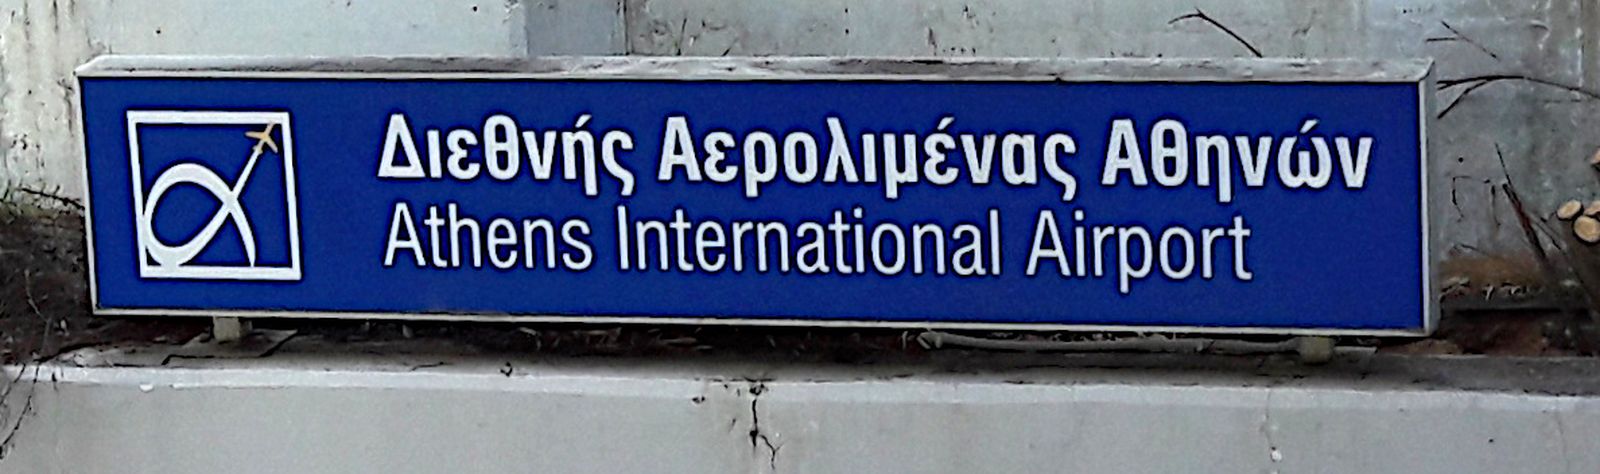 Διεθνής Αερολιμένας Αθηνών
Athens International Airport